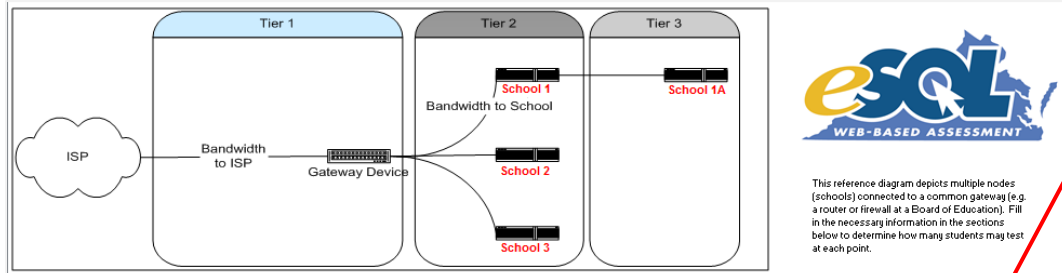 Tier 1
Tier 2
Tier 3
School 1
School 1A
Bandwidth to School
ISP
Bandwidth
to ISP
Gateway Device
School 2
School 3
eSOL
WEB-BASED ASSESSMENT
This reference diagram depicts multiple nodes
(schools) connected to a common gateway (e.g.
a router or firewall at a Board of Education). Fill
in the necessary information in the sections
below to determine how many students may test
at each point.